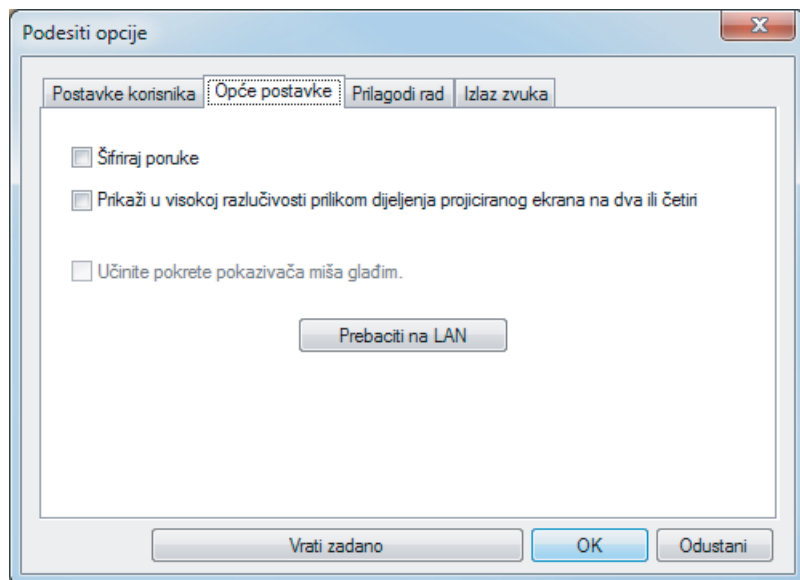 Podesiti opcije
Postavke korisnika
Opće postavke
Prilagodi rad
Izlaz zvuka
Šifriraj poruke
Prikaži u visokoj razlučivosti prilikom dijeljenja projiciranog ekrana na dva ili četiri
Učinite pokrete pokazivača miša glađim.
Prebaciti na LAN
Vrati zadano
OK
Odustani